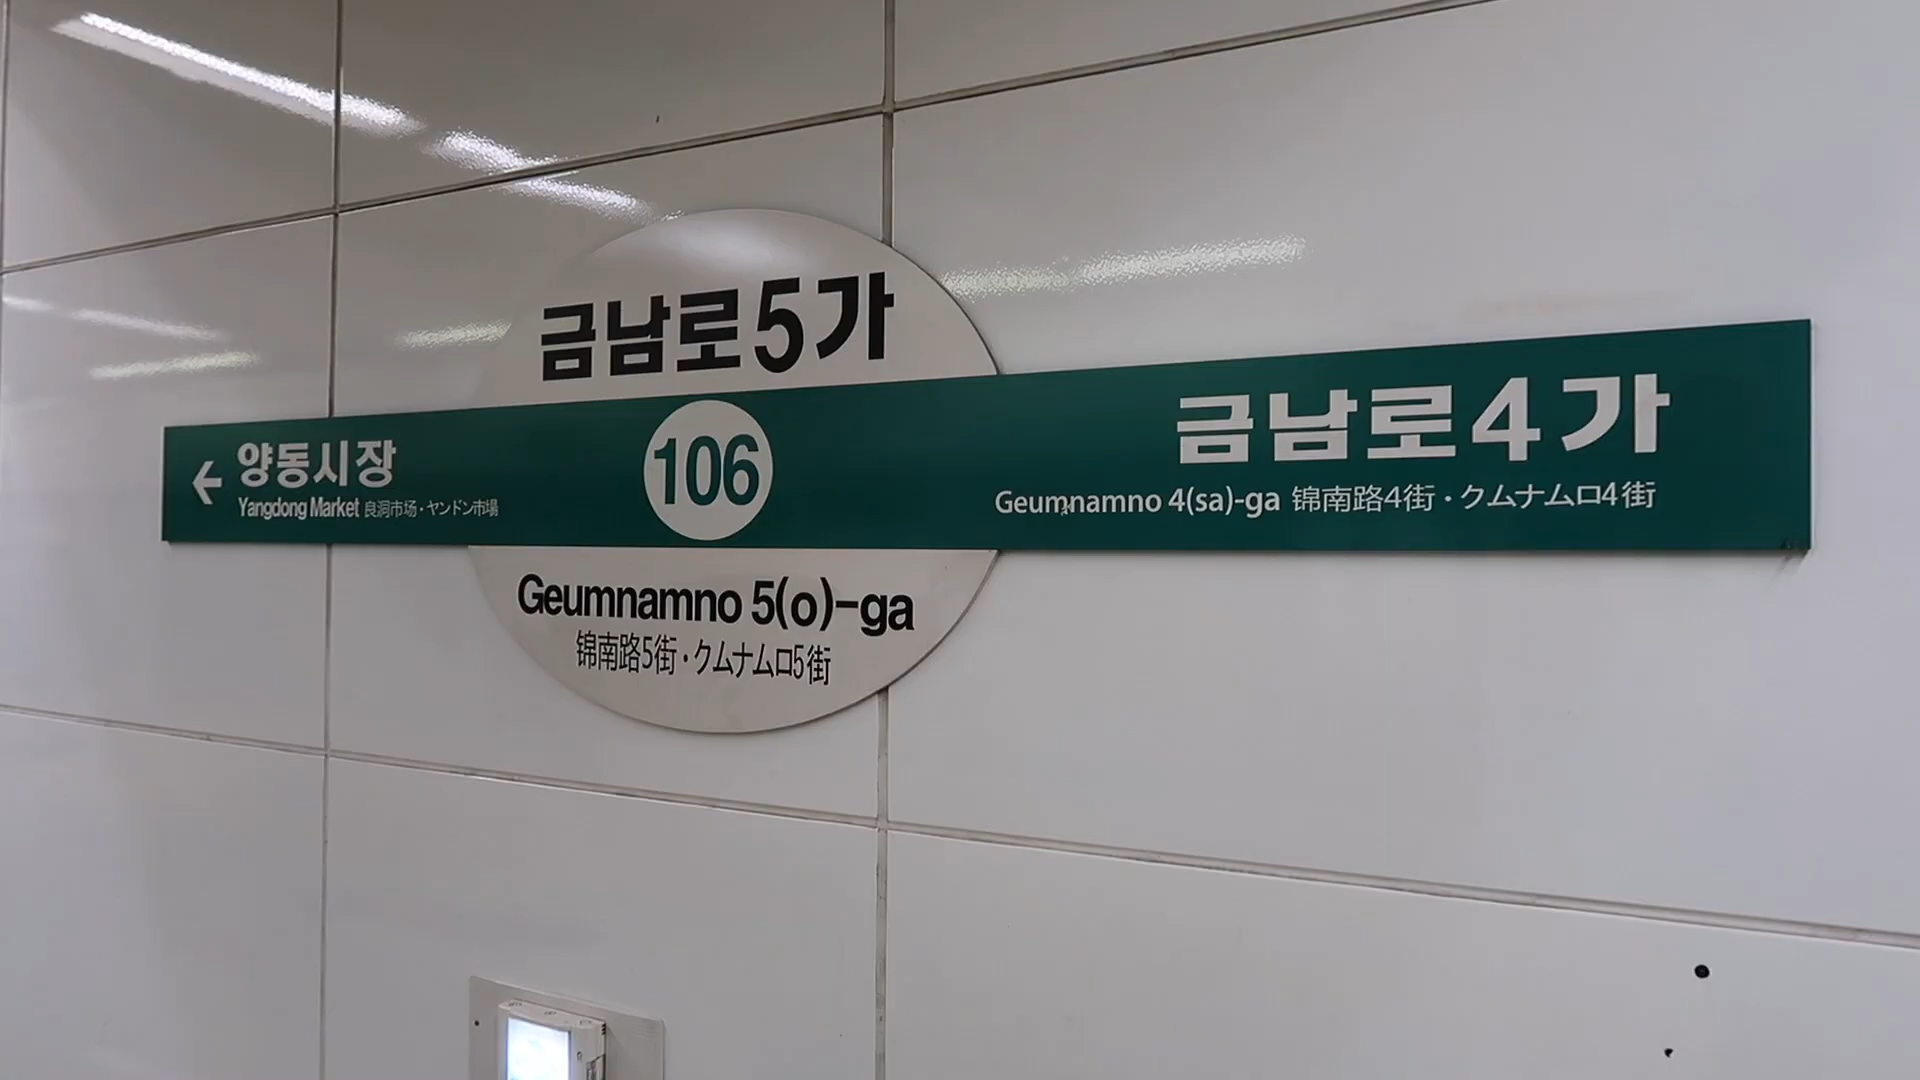 금남로5가
← 양동시장
Yangdong Market 良洞市场・ヤンドン市場
106
금남로4가
Geumnamno 4(sa)-ga 锦南路4街・クムナムロ4街
Geumnamno 5(o)-ga
锦南路5街・クムナムロ5街